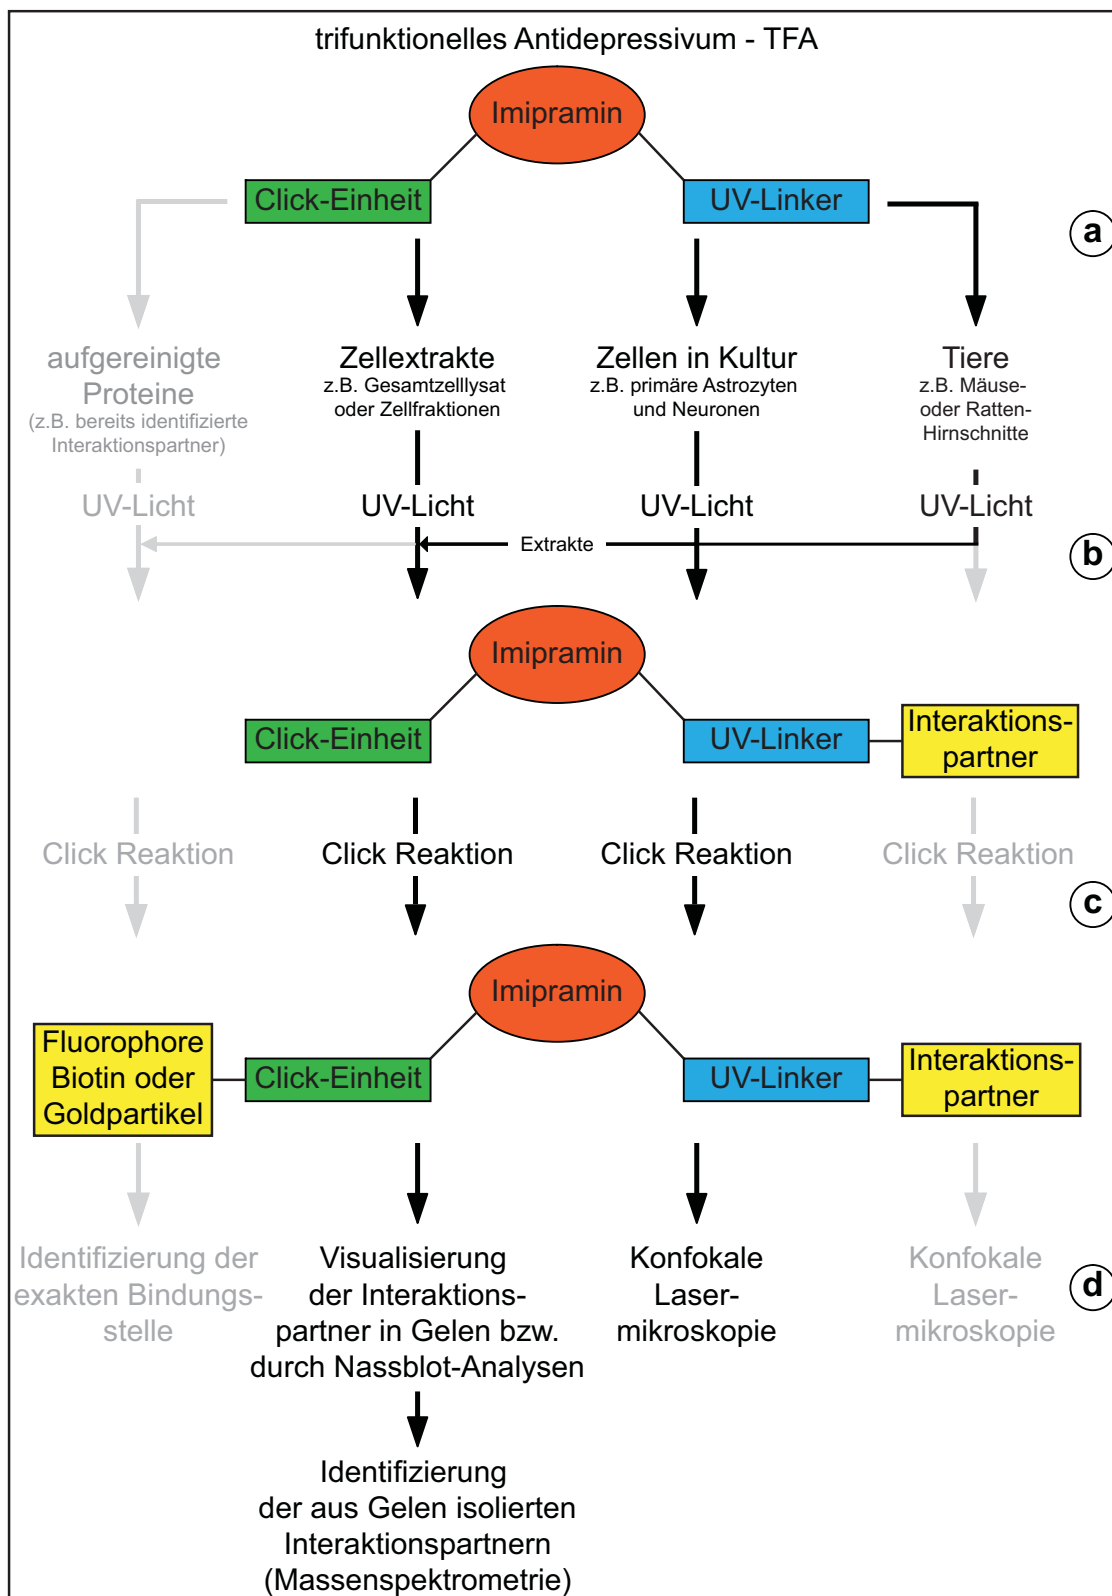 trifunktionelles Antidepressivum - TFA
Imipramin
Click-Einheit
UV-Linker
a
aufgereinigte
Proteine
(z.B. bereits identifizierte
Interaktionspartner)
Zellextrakte
z.B. Gesamtzelllysat
oder Zellfraktionen
Zellen in Kultur
z.B. primäre Astrozyten
und Neuronen
Tiere
z.B. Mäuse-
oder Ratten-
Hirnschnitte
UV-Licht
UV-Licht
UV-Licht
UV-Licht
Extrakte
b
Imipramin
Click-Einheit
UV-Linker
Interaktions-
partner
Click Reaktion
Click Reaktion
Click Reaktion
Click Reaktion
c
Imipramin
Fluorophore
Biotin oder
Goldpartikel
Click-Einheit
UV-Linker
Interaktions-
partner
Identifizierung der
exakten Bindungs-
stelle
Visualisierung
der Interaktions-
partner in Gelen bzw.
durch Nassblot-Analysen
Konfokale
Laser-
mikroskopie
Konfokale
Laser-
mikroskopie
d
Identifizierung
der aus Gelen isolierten
Interaktionspartnern
(Massenspektrometrie)